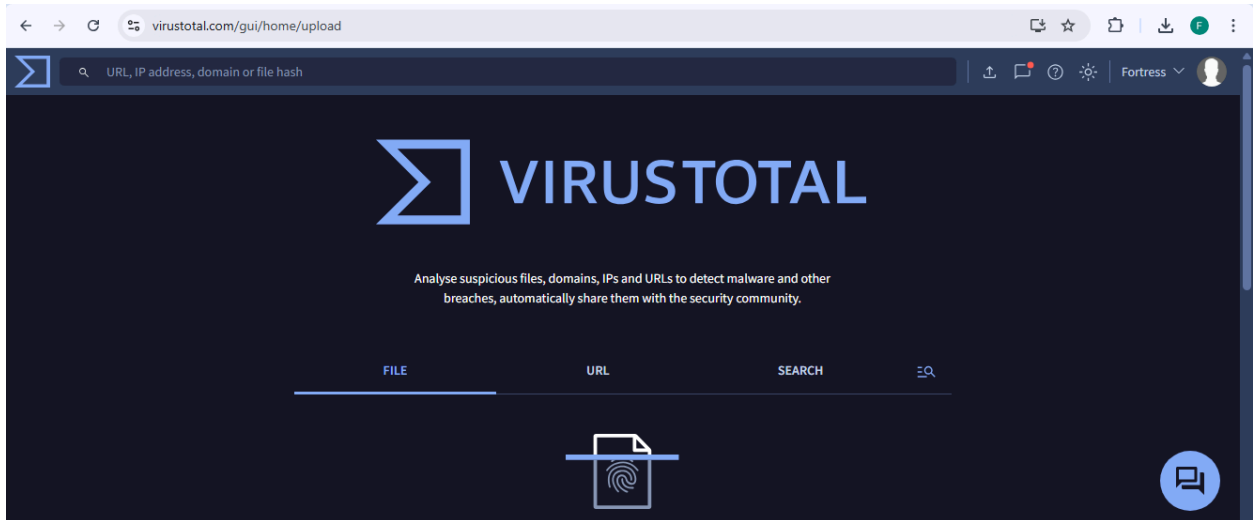 virustotal.com/gui/home/upload
F
URL, IP address, domain or file hash
Fortress
VIRUSTOTAL
Analyse suspicious files, domains, IPs and URLs to detect malware and other
breaches, automatically share them with the security community.
FILE URL SEARCH